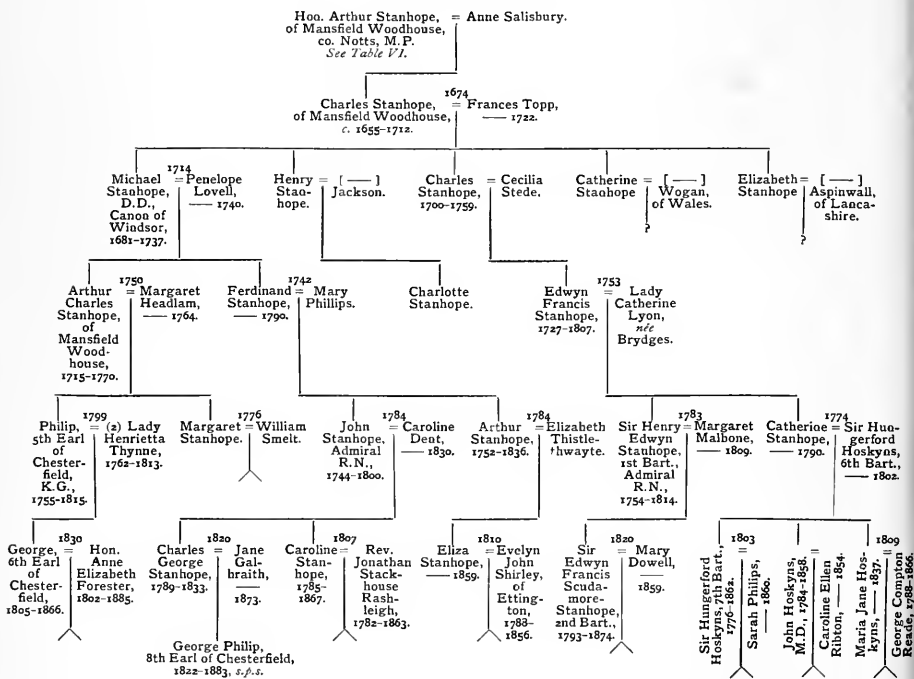 Hon. Arthur Stanhope,
of Mansfield Woodhouse,
co. Notts, M.P.
See Table VI.
= Anne Salisbury.
1674
Charles Stanhope,
of Mansfield Woodhouse,
c. 1655-1712.
= Frances Topp,
— 1722.
1714
Michael
Stanhope,
D.D.,
Canon of
Windsor,
1681-1737.
= Penelope
Lovell,
— 1740.
Henry
Stan-
hope.
= [ — ]
Jackson.
Charles
Stanhope,
1700-1759.
= Cecilia
Stede.
Catherine
Stanhope
= [ — ]
Wogan,
of Wales.
?
Elizabeth
Stanhope
= [ — ]
Aspinwall,
of Lanca-
shire.
?
1750
Arthur
Charles
Stanhope,
of
Mansfield
Wood-
house,
1715-1770.
= Margaret
Headlam,
— 1764.
1742
Ferdinand
Stanhope,
— 1790.
= Mary
Phillips.
Charlotte
Stanhope.
1753
Edwyn
Francis
Stanhope,
1727-1807.
= Lady
Catherine
Lyon,
née
Brydges.
1799
Philip,
5th Earl
of
Chester-
field,
K.G.,
1755-1815.
= (2) Lady
Henrietta
Thynne,
1762-1813.
1776
Margaret
Stanhope.
= William
Smelt.
1784
John
Stanhope,
Admiral
R.N.,
1744-1800.
= Caroline
Dent,
— 1830.
1784
Arthur
Stanhope,
1752-1836.
= Elizabeth
Thistle-
thwayte.
1783
Sir Henry
Edwyn
Stanhope,
1st Bart.,
Admiral
R.N.,
1754-1814.
= Margaret
Malbone,
— 1809.
1774
Catherine
Stanhope,
— 1790.
= Sir Hun-
gerford
Hoskyns,
6th Bart.,
— 1802.
1830
George,
6th Earl
of
Chester-
field,
1805-1866.
= Hon.
Anne
Elizabeth
Forester,
1802-1885.
1820
Charles
George
Stanhope,
1789-1833.
= Jane
Gal-
braith,
—
1873.
George Philip,
8th Earl of Chesterfield,
1822-1883, s.p.s.
1807
Caroline
Stan-
hope,
1785-
1867.
= Rev.
Jonathan
Stack-
house
Rash-
leigh,
1782-1863.
1810
Eliza
Stanhope,
— 1859.
= Evelyn
John
Shirley,
of
Etting-
ton,
1788-
1856.
1820
Sir
Edwyn
Francis
Scuda-
more-
Stanhope,
2nd Bart.,
1793-1874.
= Mary
Dowell,
—
1859.
1803
Sir Hungerford
Hoskyns, 7th Bart.,
1776-1862.
=
Sarah Philips,
— 1860.
John Hoskyns,
M.D., 1784-1858.
=
Caroline Ellen
Ribton, — 1854.
1809
Maria Jane Hos-
kyns, — 1837.
=
George Compton
Reade, 1788-1866.